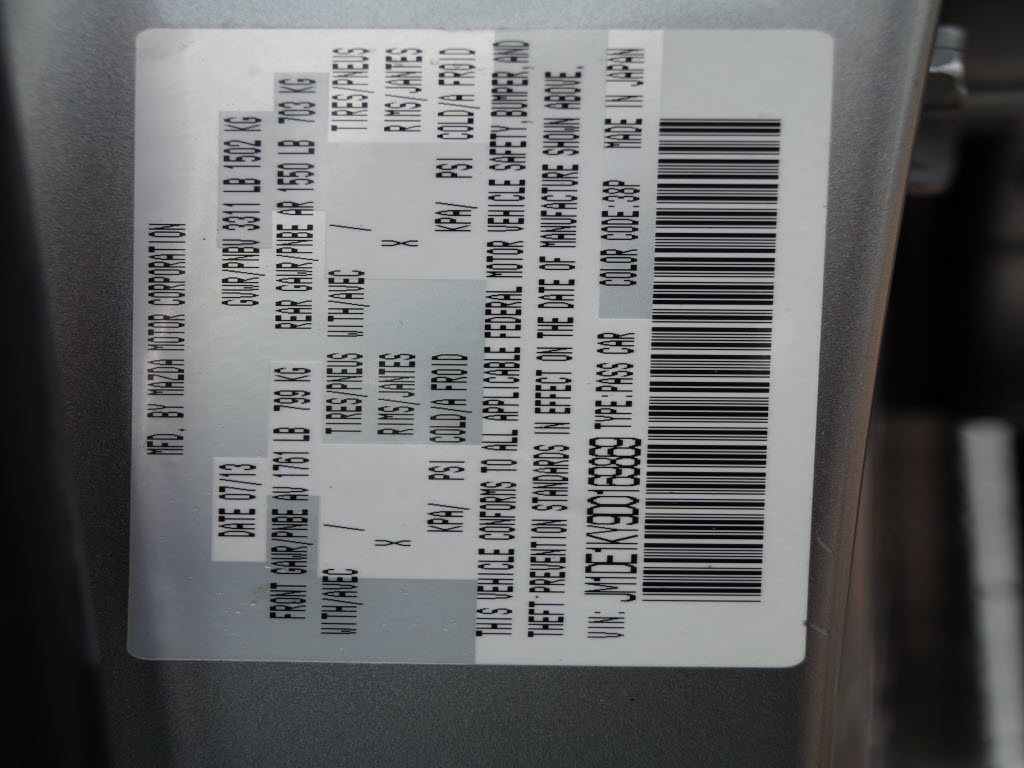 MFD. BY MAZDA MOTOR CORPORATION
DATE 07/13 GVWR/PNBV 3311 LB 1502 KG
FRONT GAWR/PNBE AV 1761 LB 799 KG REAR GAWR/PNBE AR 1550 LB 703 KG
WITH/AVEC / TIRES/PNEUS WITH/AVEC / TIRES/PNEUS
X RIMS/JANTES X RIMS/JANTES
KPA/ PSI COLD/A FROID KPA/ PSI COLD/A FROID
THIS VEHICLE CONFORMS TO ALL APPLICABLE FEDERAL MOTOR VEHICLE SAFETY,BUMPER,AND
THEFT PREVENTION STANDARDS IN EFFECT ON THE DATE OF MANUFACTURE SHOWN ABOVE.
VIN: JM1DE1KY9D0168869 TYPE:PASS CAR COLOR CODE 38P MADE IN JAPAN